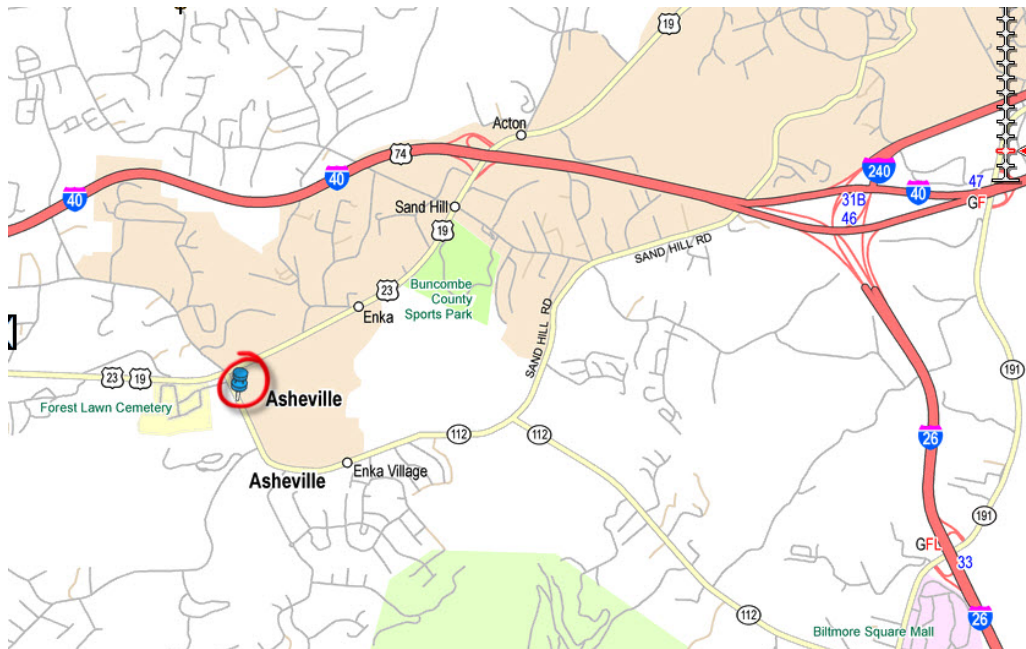 19
Acton
74
40
40
240
47
40
31B
GF
46
Sand Hill
19
SAND HILL RD
Buncombe
County
Sports Park
23
Enka
SAND HILL RD
23
19
191
Asheville
Forest Lawn Cemetery
112
112
26
Enka Village
Asheville
191
GFL
33
112
26
Biltmore Square Mall